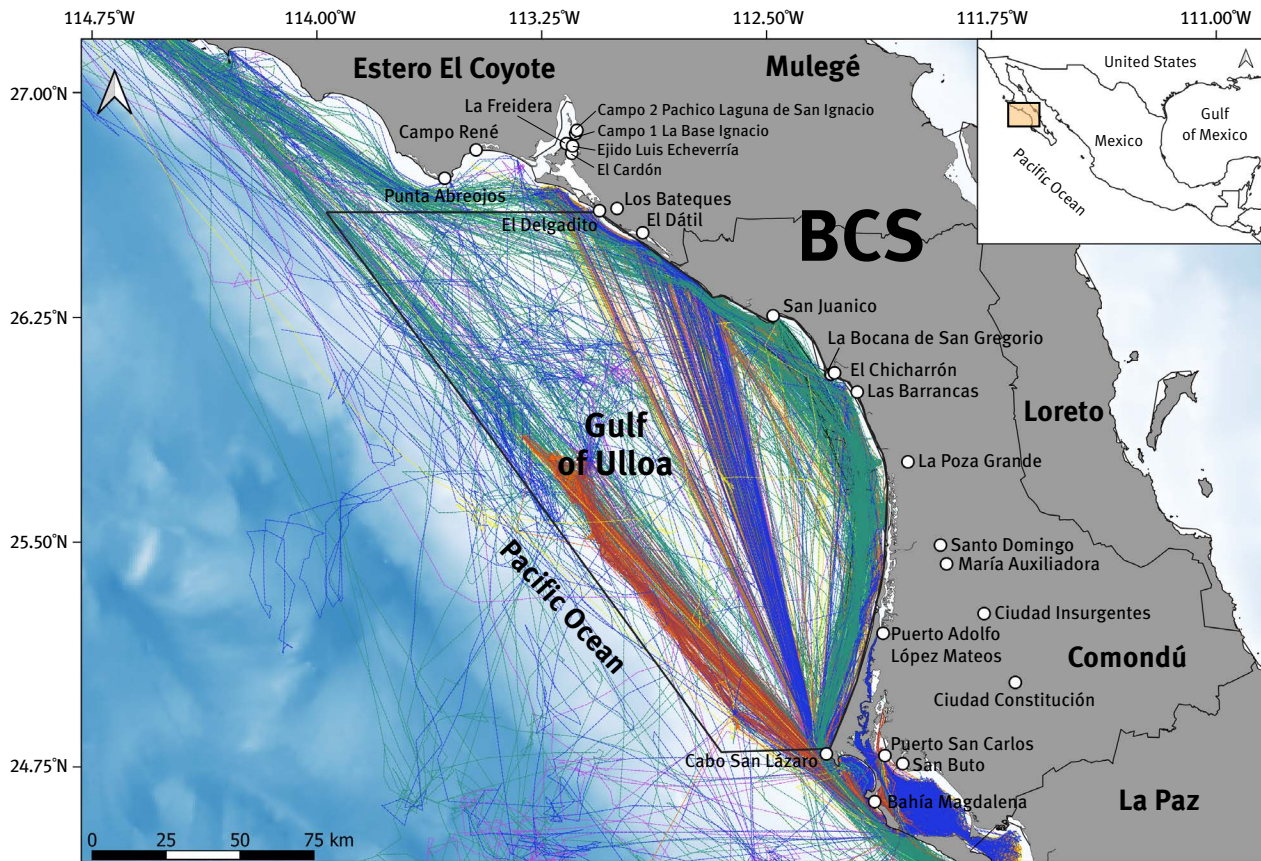 114.75°W 114.00°W 113.25°W 112.50°W 111.75°W 111.00°W
27.00°N
26.25°N
25.50°N
24.75°N
Estero El Coyote
Mulegé
United States
Gulf
of Mexico
Mexico
Pacific Ocean
La Freidera
Campo 2 Pachico Laguna de San Ignacio
Campo René
Campo 1 La Base Ignacio
Ejido Luis Echeverría
El Cardón
Punta Abreojos
Los Bateques
El Delgadito
El Dátil
BCS
San Juanico
La Bocana de San Gregorio
El Chicharrón
Las Barrancas
Loreto
Gulf
of Ulloa
La Poza Grande
Santo Domingo
María Auxiliadora
Pacific Ocean
Ciudad Insurgentes
Puerto Adolfo
López Mateos
Comondú
Ciudad Constitución
Puerto San Carlos
Cabo San Lázaro
San Buto
Bahía Magdalena
La Paz
0 25 50 75 km